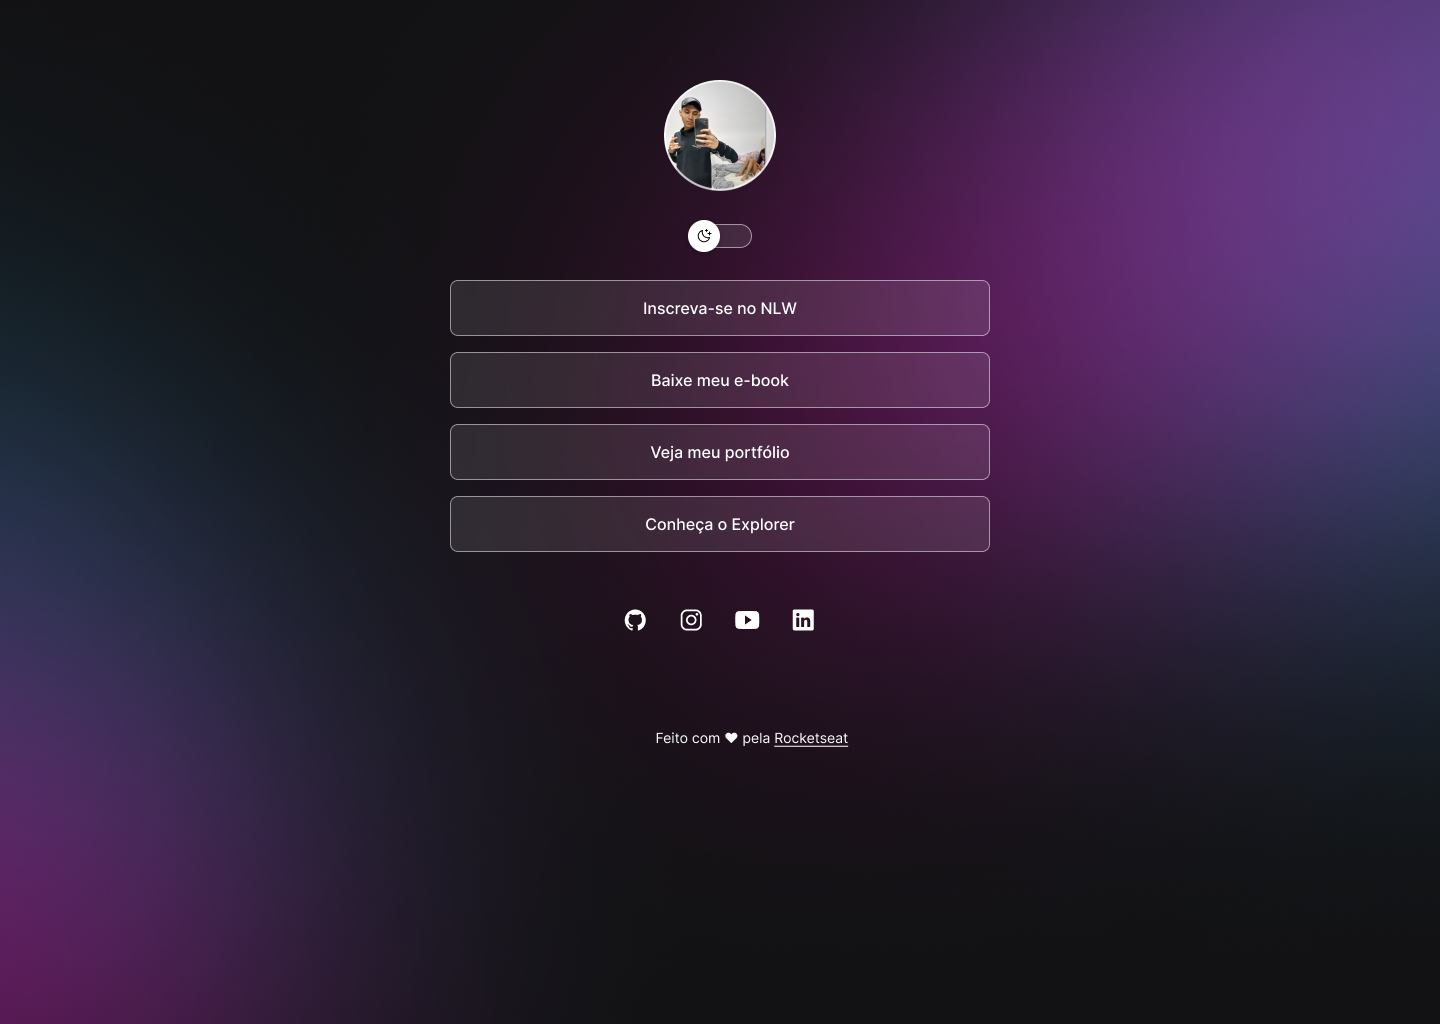 Inscreva-se no NLW
Baixe meu e-book
Veja meu portfólio
Conheça o Explorer
Feito com ♥ pela Rocketseat